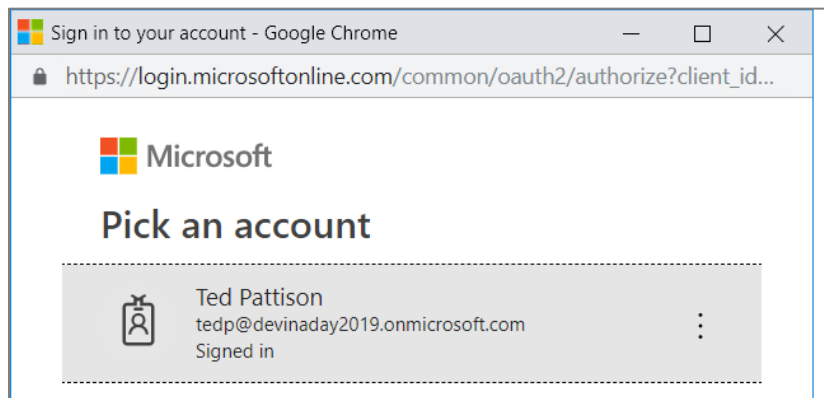 Sign in to your account - Google Chrome
https://login.microsoftonline.com/common/oauth2/authorize?client_id...
Microsoft
Pick an account
Ted Pattison
tedp@devinaday2019.onmicrosoft.com
Signed in